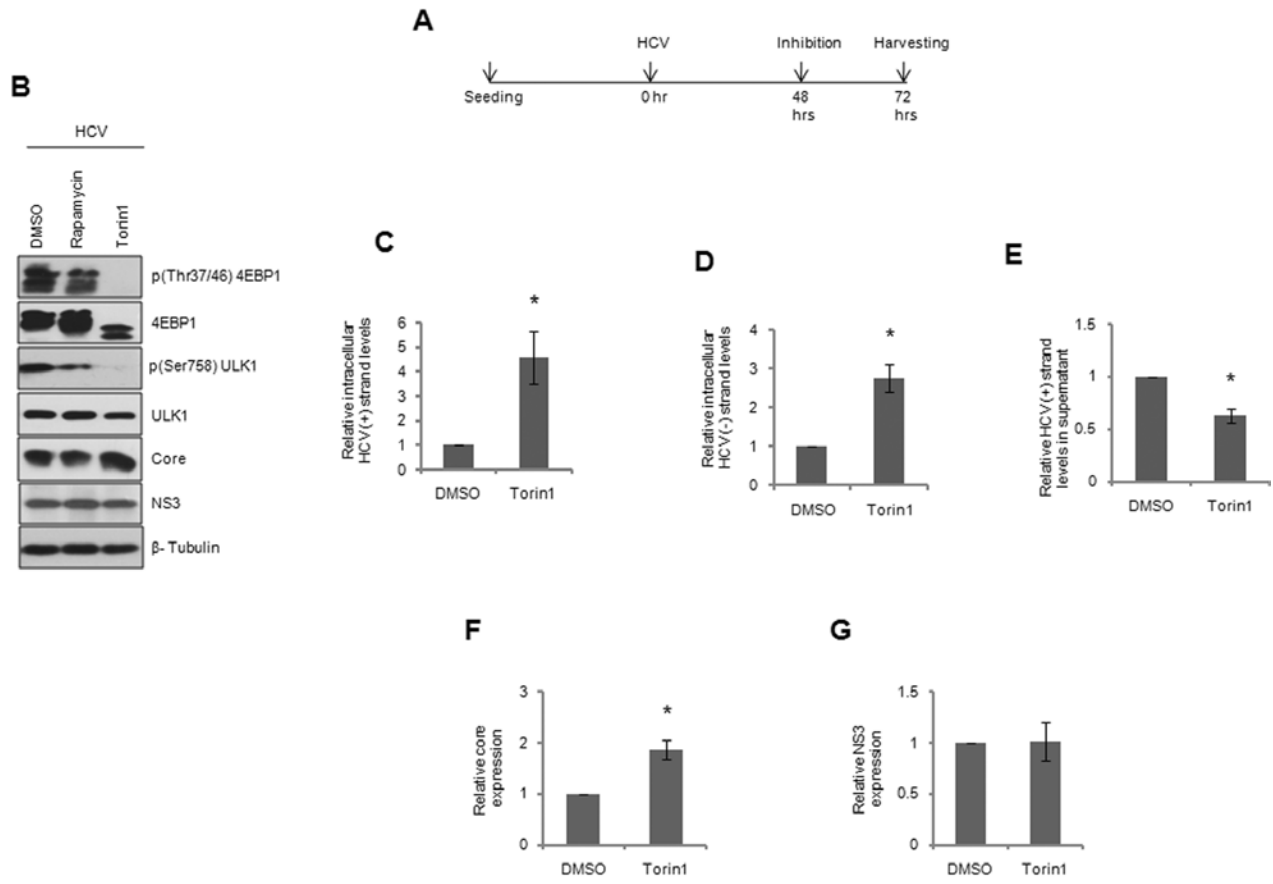 A
HCV
Inhibition
Harvesting
Seeding
0 hr
48
hrs
72
hrs
B
HCV
DMSO
Rapamycin
Torin1
p(Thr37/46) 4EBP1
4EBP1
p(Ser758) ULK1
ULK1
Core
NS3
β- Tubulin
C
Relative intracellular
HCV(+) strand levels
6
5
4
3
2
1
0
*
DMSO
Torin1
D
Relative intracellular
HCV(-) strand levels
4
3
2
1
0
*
DMSO
Torin1
E
Relative HCV(+) strand
levels in supernatant
1.5
1
0.5
0
*
DMSO
Torin1
F
Relative core
expression
3
2
1
0
*
DMSO
Torin1
G
Relative NS3
expression
1.5
1
0.5
0
DMSO
Torin1